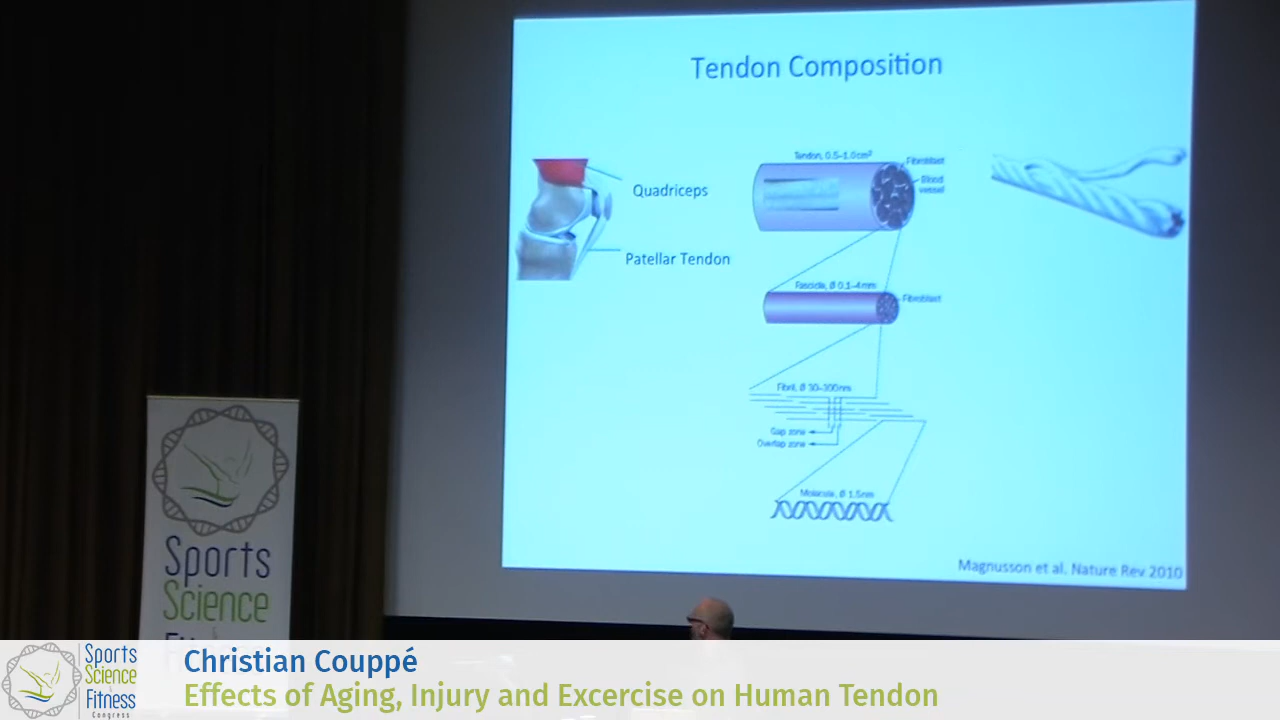 Tendon Composition
Tendon, 0.5–1.0cm²
Fibroblast
Blood
vessel
Quadriceps
Patellar Tendon
Fascicle, Ø 0.1–4mm
Fibroblast
Fibril, Ø 30–300nm
Gap zone
Overlap zone
Molecule, Ø 1.5nm
Magnusson et al. Nature Rev 2010
Sports
Science
Sports
Science
Fitness
Congress
Christian Couppé
Effects of Aging, Injury and Excercise on Human Tendon